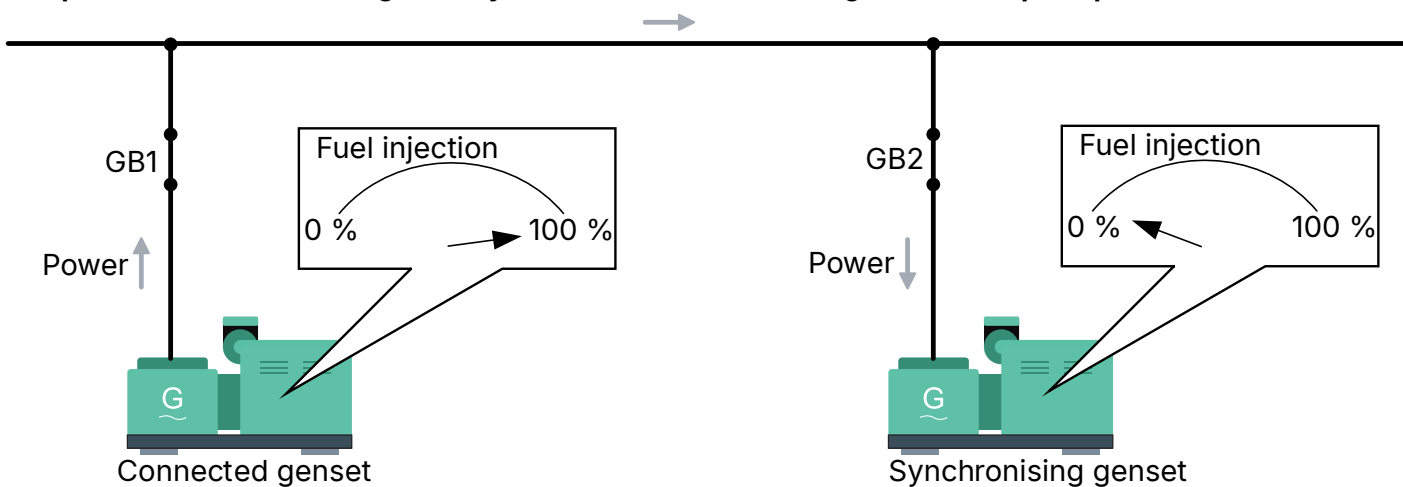 GB1
Fuel injection
0 %
100 %
Power
G
Connected genset
GB2
Fuel injection
0 %
100 %
Power
G
Synchronising genset